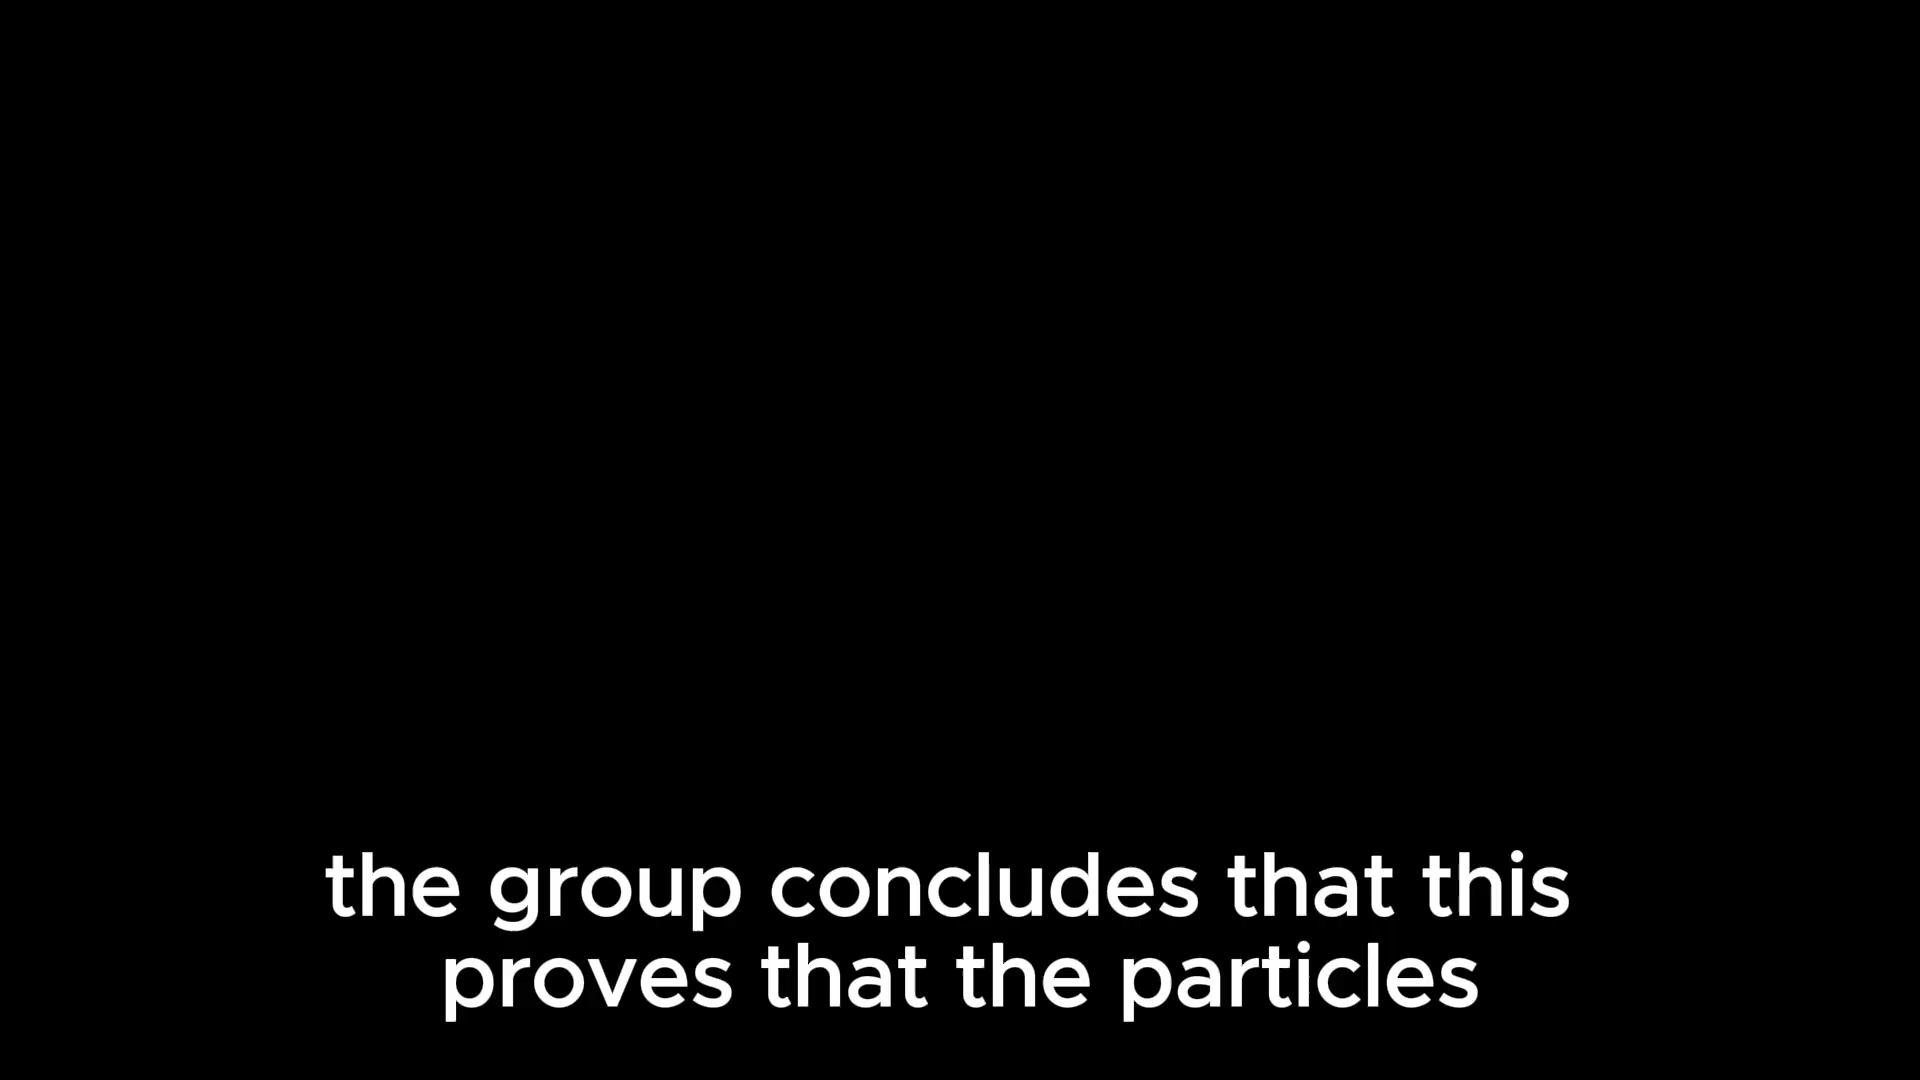 the group concludes that this
proves that the particles